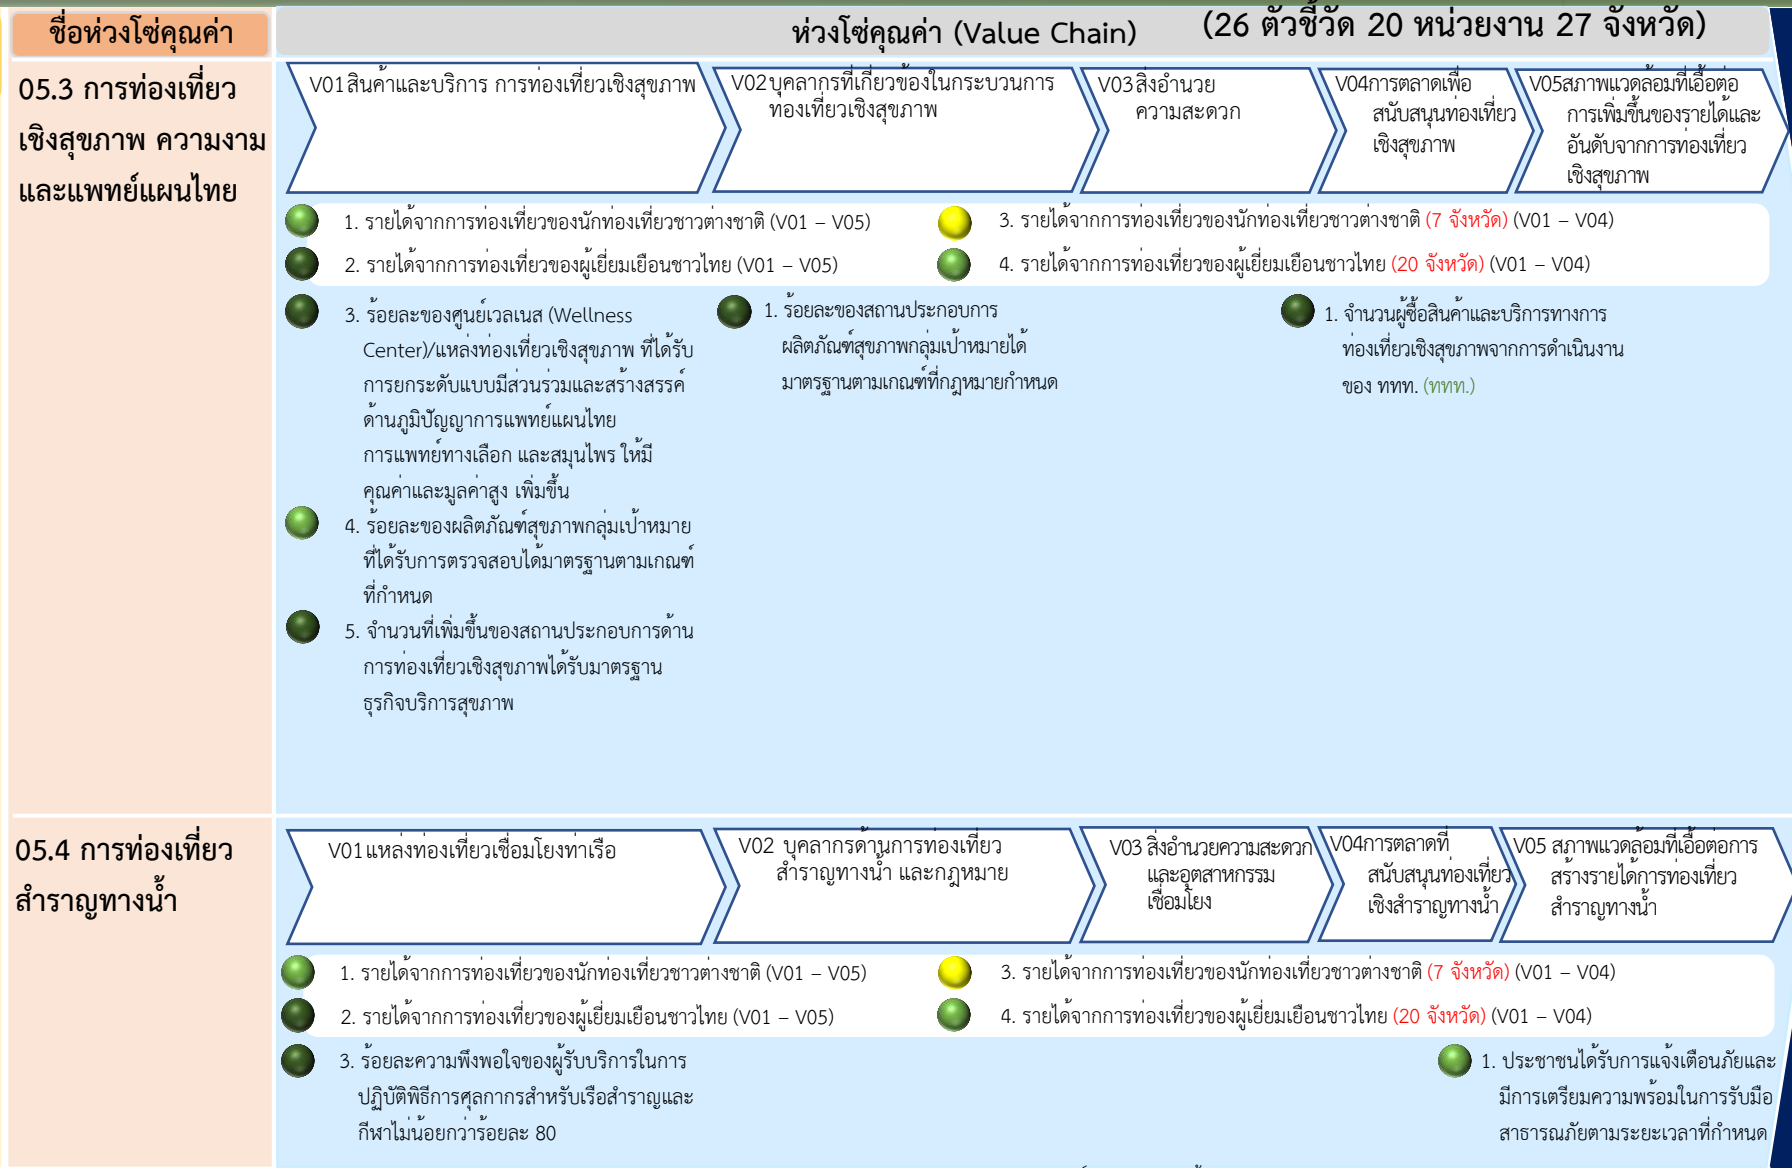 ชื่อห่วงโซ่คุณค่า
ห่วงโซ่คุณค่า (Value Chain)
(26 ตัวชี้วัด 20 หน่วยงาน 27 จังหวัด)
05.3 การท่องเที่ยว
เชิงสุขภาพ ความงาม
และแพทย์แผนไทย
V01สินค้าและบริการ การท่องเที่ยวเชิงสุขภาพ
V02บุคลากรที่เกี่ยวข้องในกระบวนการ
ท่องเที่ยวเชิงสุขภาพ
V03สิ่งอำนวย
ความสะดวก
V04การตลาดเพื่อ
สนับสนุนท่องเที่ยว
เชิงสุขภาพ
V05สภาพแวดล้อมที่เอื้อต่อ
การเพิ่มขึ้นของรายได้และ
อันดับจากการท่องเที่ยว
เชิงสุขภาพ
1. รายได้จากการท่องเที่ยวของนักท่องเที่ยวชาวต่างชาติ (V01 – V05)
2. รายได้จากการท่องเที่ยวของผู้เยี่ยมเยือนชาวไทย (V01 – V05)
3. รายได้จากการท่องเที่ยวของนักท่องเที่ยวชาวต่างชาติ (7 จังหวัด) (V01 – V04)
4. รายได้จากการท่องเที่ยวของผู้เยี่ยมเยือนชาวไทย (20 จังหวัด) (V01 – V04)
3. ร้อยละของศูนย์เวลเนส (Wellness
Center)/แหล่งท่องเที่ยวเชิงสุขภาพ ที่ได้รับ
การยกระดับแบบมีส่วนร่วมและสร้างสรรค์
ด้านภูมิปัญญาการแพทย์แผนไทย
การแพทย์ทางเลือก และสมุนไพร ให้มี
คุณค่าและมูลค่าสูง เพิ่มขึ้น
4. ร้อยละของผลิตภัณฑ์สุขภาพกลุ่มเป้าหมาย
ที่ได้รับการตรวจสอบได้มาตรฐานตามเกณฑ์
ที่กำหนด
5. จำนวนที่เพิ่มขึ้นของสถานประกอบการด้าน
การท่องเที่ยวเชิงสุขภาพได้รับมาตรฐาน
ธุรกิจบริการสุขภาพ
1. ร้อยละของสถานประกอบการ
ผลิตภัณฑ์สุขภาพกลุ่มเป้าหมายได้
มาตรฐานตามเกณฑ์ที่กฎหมายกำหนด
1. จำนวนผู้ซื้อสินค้าและบริการทางการ
ท่องเที่ยวเชิงสุขภาพจากการดำเนินงาน
ของ ททท. (ททท.)
05.4 การท่องเที่ยว
สำราญทางน้ำ
V01แหล่งท่องเที่ยวเชื่อมโยงท่าเรือ
V02 บุคลากรด้านการท่องเที่ยว
สำราญทางน้ำ และกฎหมาย
V03 สิ่งอำนวยความสะดวก
และอุตสาหกรรม
เชื่อมโยง
V04การตลาดที่
สนับสนุนท่องเที่ยว
เชิงสำราญทางน้ำ
V05 สภาพแวดล้อมที่เอื้อต่อการ
สร้างรายได้การท่องเที่ยว
สำราญทางน้ำ
1. รายได้จากการท่องเที่ยวของนักท่องเที่ยวชาวต่างชาติ (V01 – V05)
2. รายได้จากการท่องเที่ยวของผู้เยี่ยมเยือนชาวไทย (V01 – V05)
3. รายได้จากการท่องเที่ยวของนักท่องเที่ยวชาวต่างชาติ (7 จังหวัด) (V01 – V04)
4. รายได้จากการท่องเที่ยวของผู้เยี่ยมเยือนชาวไทย (20 จังหวัด) (V01 – V04)
3. ร้อยละความพึงพอใจของผู้รับบริการในการ
ปฏิบัติพิธีการศุลกากรสำหรับเรือสำราญและ
กีฬาไม่น้อยกว่าร้อยละ 80
1. ประชาชนได้รับการแจ้งเตือนภัยและ
มีการเตรียมความพร้อมในการรับมือ
สาธารณภัยตามระยะเวลาที่กำหนด